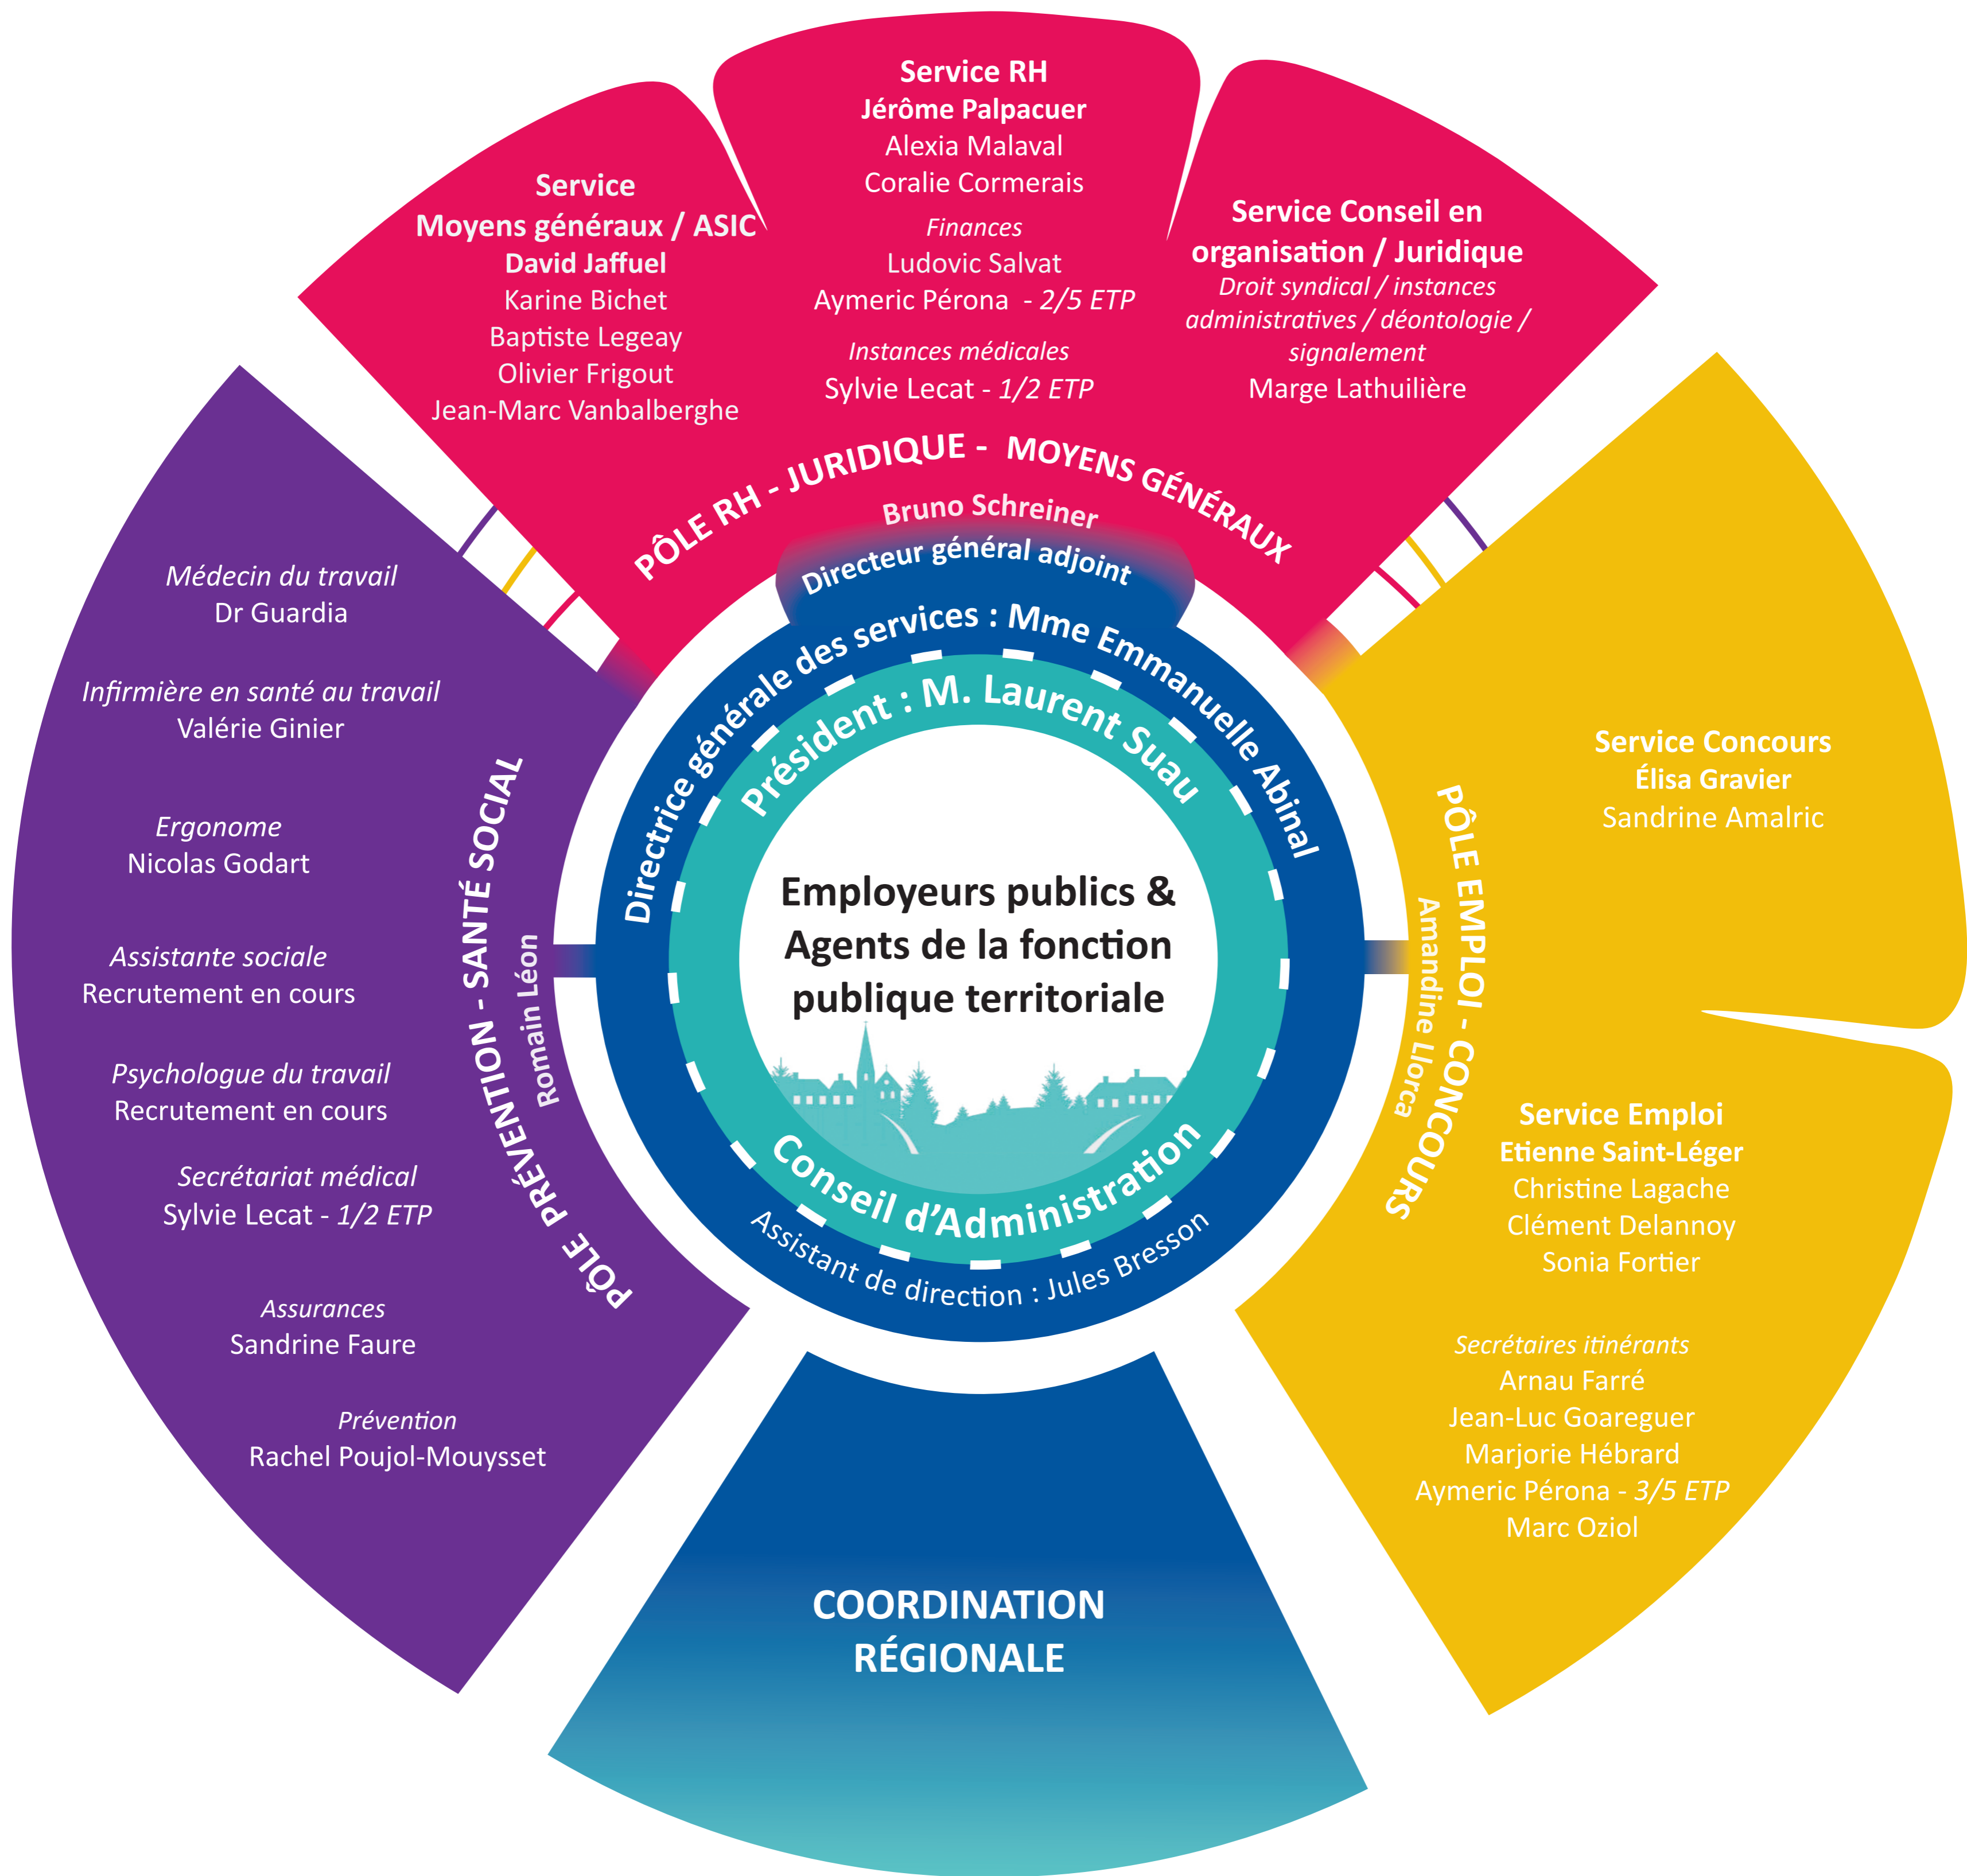 Service RH
Jérôme Palpacuer
Alexia Malaval
Coralie Cormerais
Finances
Ludovic Salvat
Aymeric Pérona - 2/5 ETP
Instances médicales
Sylvie Lecat - 1/2 ETP
Service
Moyens généraux / ASIC
David Jaffuel
Karine Bichet
Baptiste Legeay
Olivier Frigout
Jean-Marc Vanbalberghe
Service Conseil en
organisation / Juridique
Droit syndical / instances
administratives / déontologie /
signalement
Marge Lathuilière
PÔLE RH - JURIDIQUE - MOYENS GÉNÉRAUX
Bruno Schreiner
Directeur général adjoint
Directrice générale des services : Mme Emmanuelle Abinal
Président : M. Laurent Suau
Employeurs publics &
Agents de la fonction
publique territoriale
Conseil d'Administration
Assistant de direction : Jules Bresson
PÔLE PRÉVENTION - SANTÉ SOCIAL
Romain Léon
Médecin du travail
Dr Guardia
Infirmière en santé au travail
Valérie Ginier
Ergonome
Nicolas Godart
Assistante sociale
Recrutement en cours
Psychologue du travail
Recrutement en cours
Secrétariat médical
Sylvie Lecat - 1/2 ETP
Assurances
Sandrine Faure
Prévention
Rachel Poujol-Mouysset
PÔLE EMPLOI - CONCOURS
Amandine Llorca
Service Concours
Élisa Gravier
Sandrine Amalric
Service Emploi
Etienne Saint-Léger
Christine Lagache
Clément Delannoy
Sonia Fortier
Secrétaires itinérants
Arnau Farré
Jean-Luc Goareguer
Marjorie Hébrard
Aymeric Pérona - 3/5 ETP
Marc Oziol
COORDINATION
RÉGIONALE